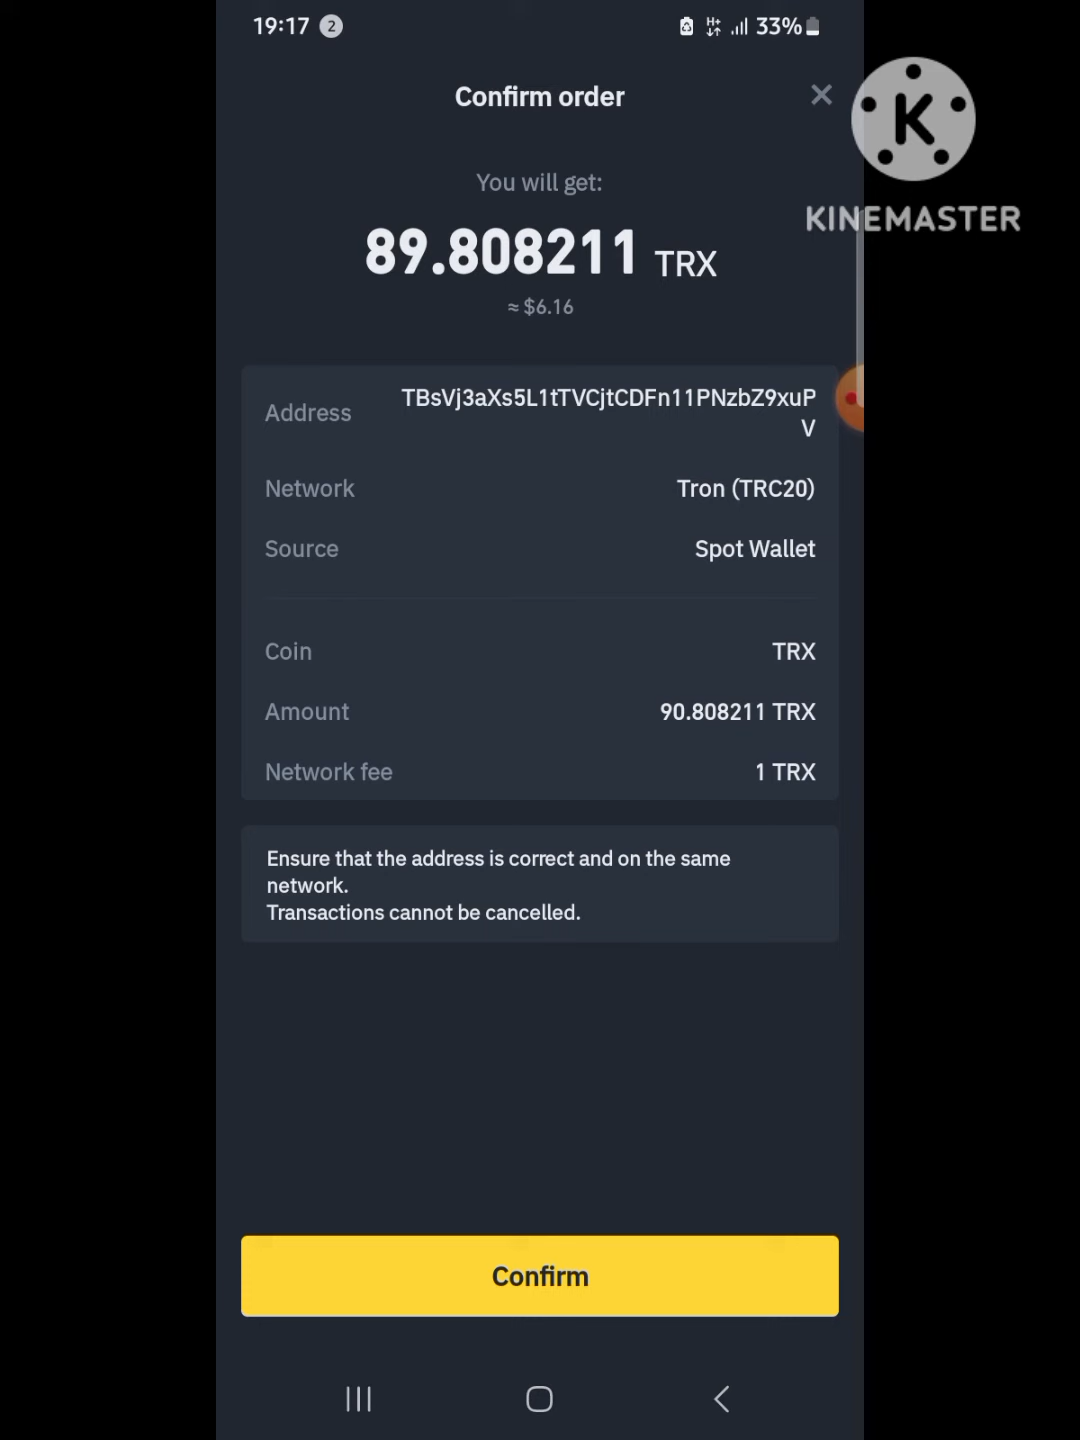 19:17 2 33%
Confirm order
K
KINEMASTER
You will get:
89.808211 TRX
≈ $6.16
Address TBsVj3aXs5L1tTVCjtCDFn11PNzbZ9xuP
V
Network Tron (TRC20)
Source Spot Wallet
Coin TRX
Amount 90.808211 TRX
Network fee 1 TRX
Ensure that the address is correct and on the same
network.
Transactions cannot be cancelled.
Confirm